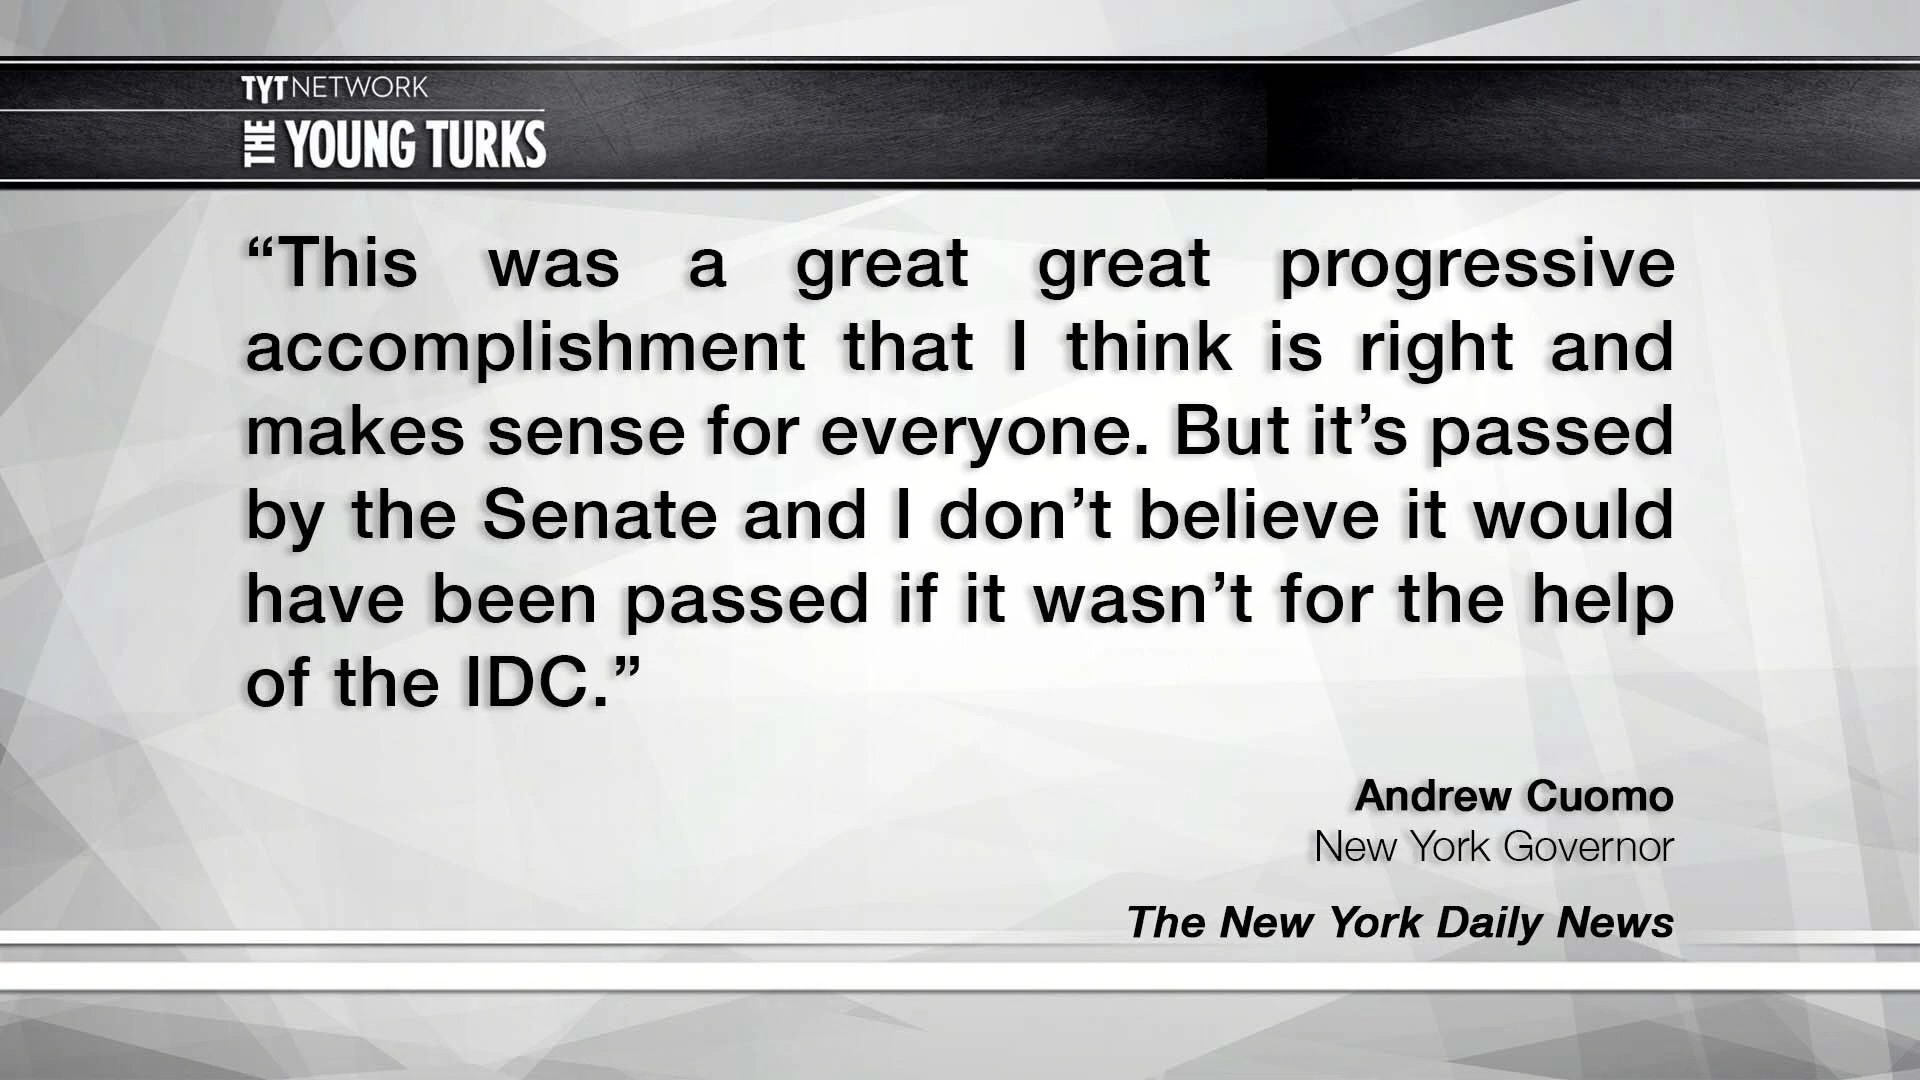 TYT NETWORK
THE YOUNG TURKS
“This was a great great progressive
accomplishment that I think is right and
makes sense for everyone. But it’s passed
by the Senate and I don’t believe it would
have been passed if it wasn’t for the help
of the IDC.”
Andrew Cuomo
New York Governor
The New York Daily News